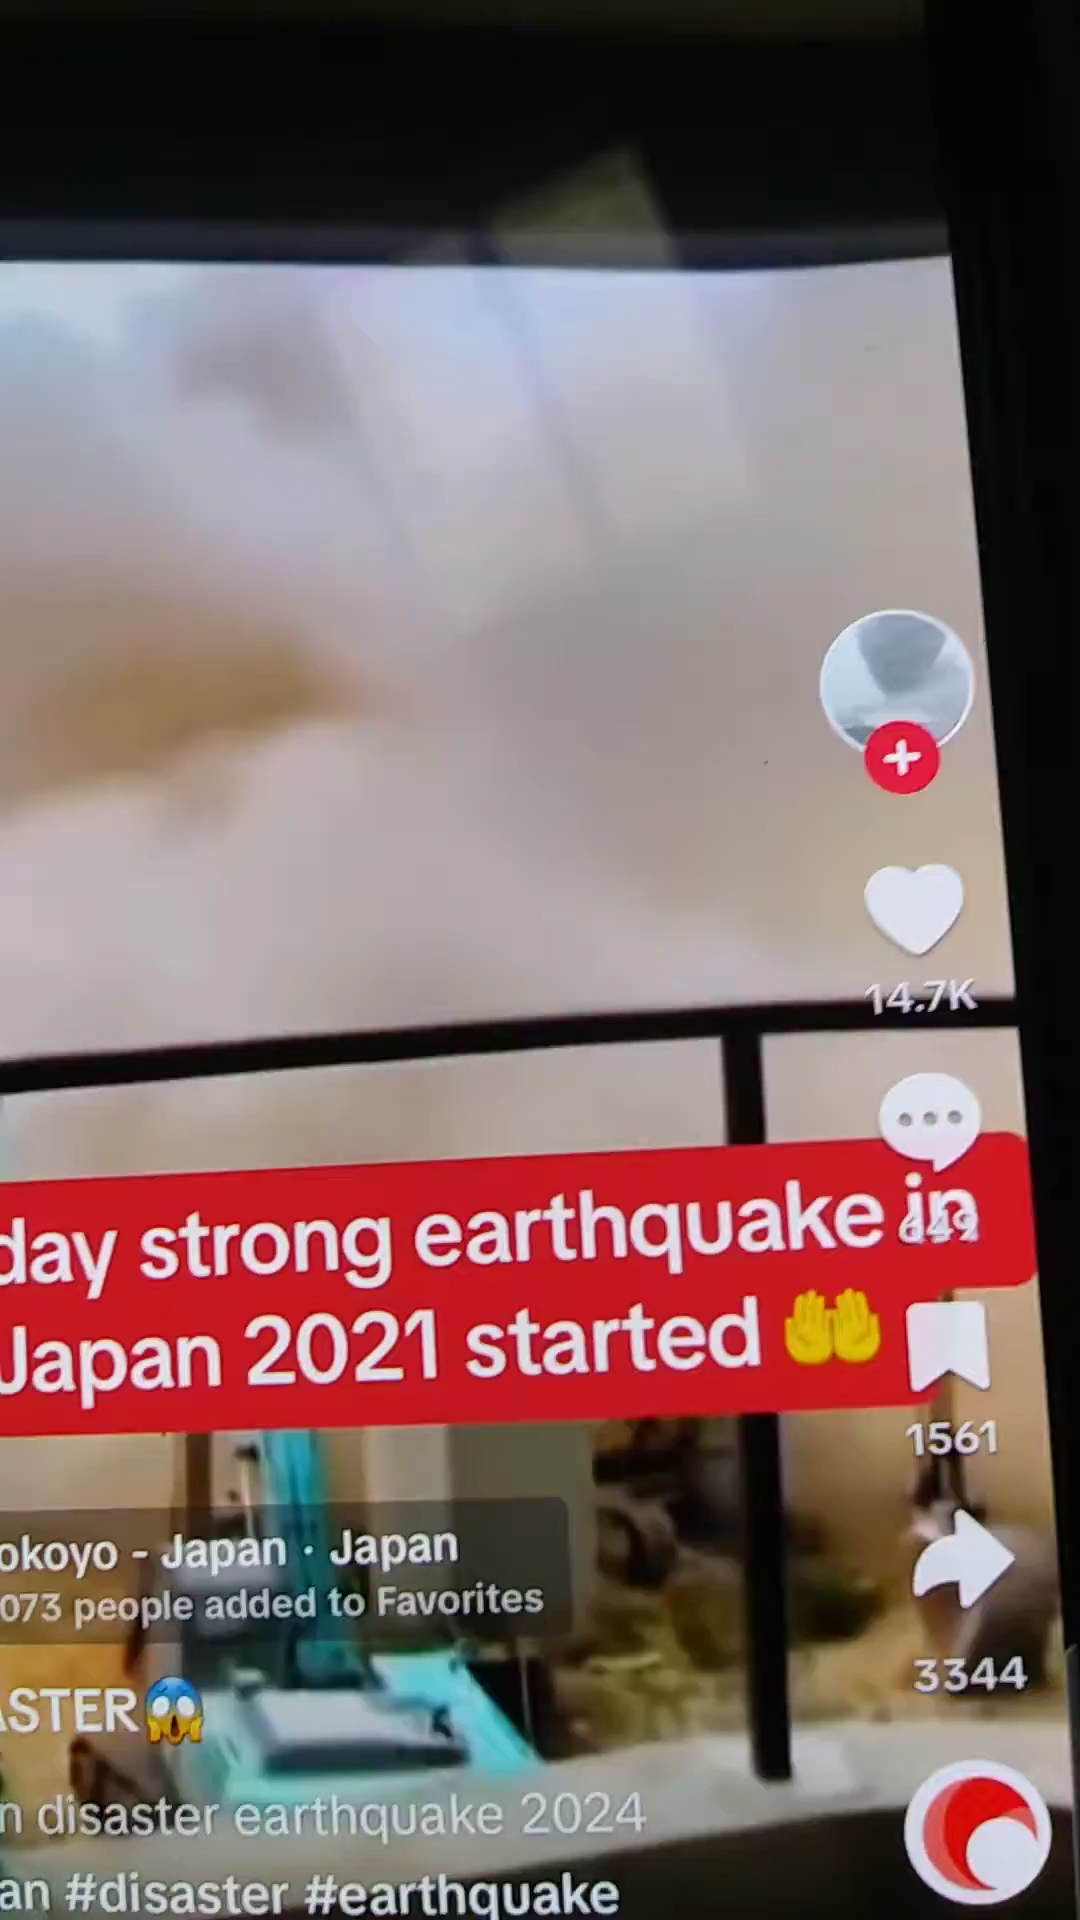 14.7K
day strong earthquake in
649
Japan 2021 started 🤲
1561
okoyo - Japan · Japan
073 people added to Favorites
3344
ASTER😱
n disaster earthquake 2024
an #disaster #earthquake